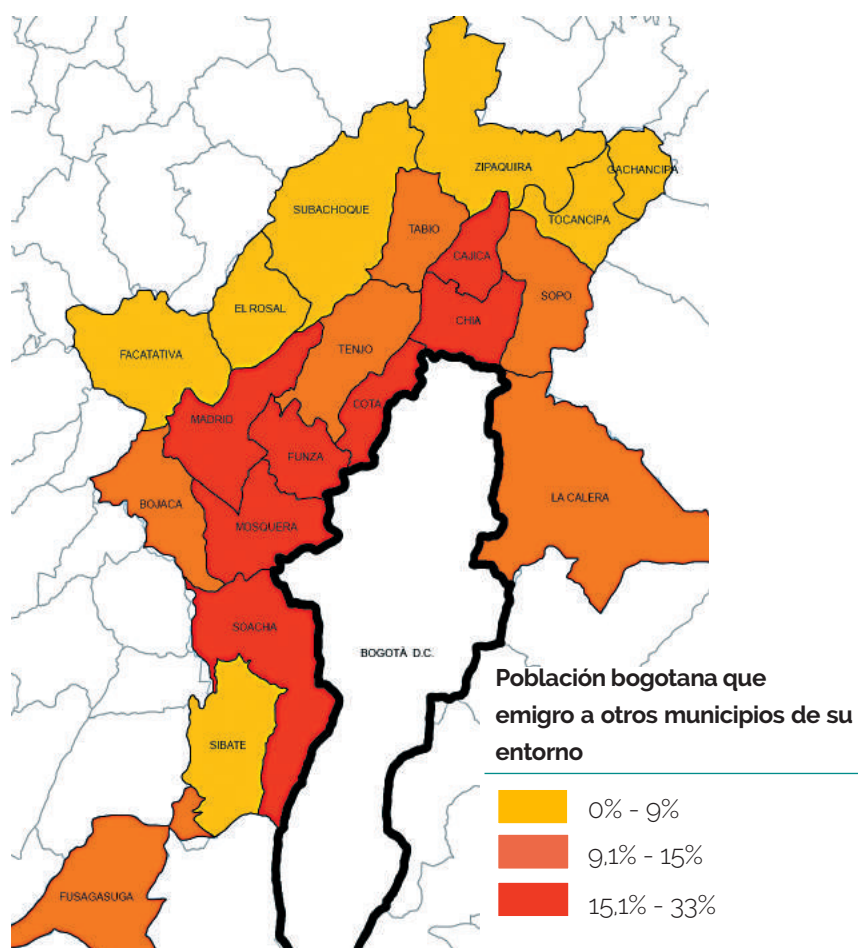 ZIPAQUIRA
GACHANCIPA
SUBACHOQUE
TOCANCIPA
TABIO
CAJICA
SOPO
EL ROSAL
CHIA
FACATATIVA
TENJO
COTA
MADRID
FUNZA
LA CALERA
BOJACA
MOSQUERA
SOACHA
BOGOTÀ D.C.
SIBATE
FUSAGASUGA
Población bogotana que
emigro a otros municipios de su
entorno
0% - 9%
9,1% - 15%
15,1% - 33%